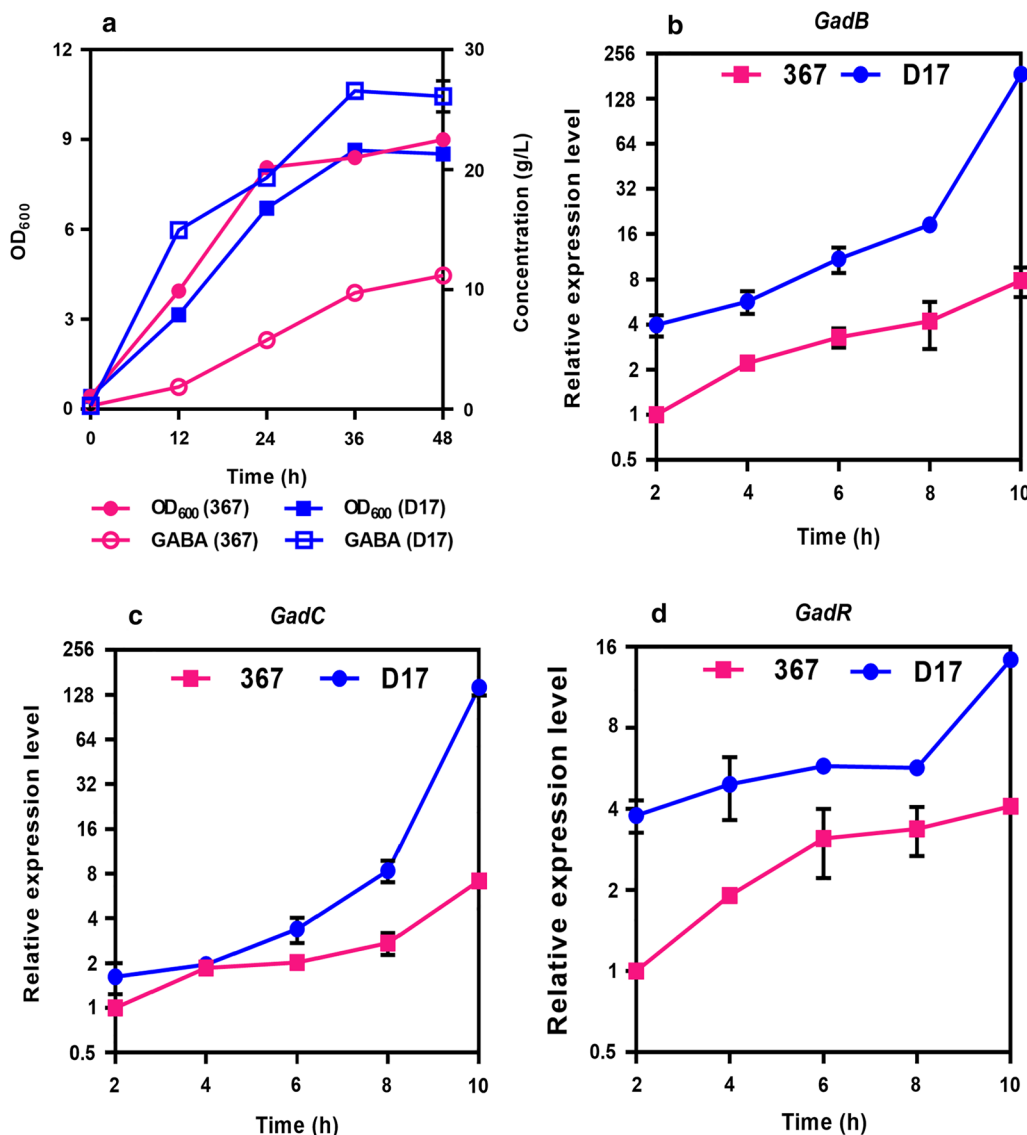 a
12
9
6
3
0
OD600
30
20
10
0
Concentration (g/L)
0 12 24 36 48
Time (h)
OD600 (367) OD600 (D17)
GABA (367) GABA (D17)
b GadB
367 D17
256
128
64
32
16
8
4
2
1
0.5
Relative expression level
2 4 6 8 10
Time (h)
c GadC
367 D17
256
128
64
32
16
8
4
2
1
0.5
Relative expression level
2 4 6 8 10
Time (h)
d GadR
367 D17
16
8
4
2
1
0.5
Relative expression level
2 4 6 8 10
Time (h)